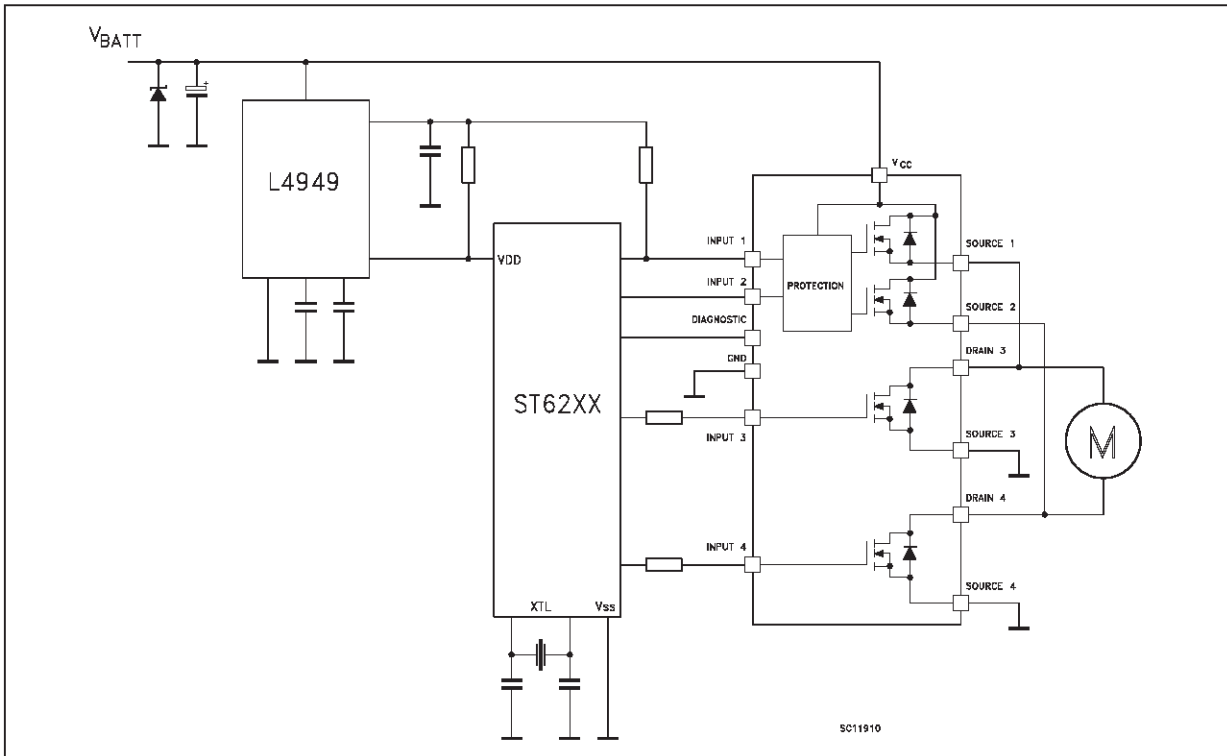 VBATT
L4949
VCC
INPUT 1
SOURCE 1
VDD
INPUT 2
PROTECTION
SOURCE 2
DIAGNOSTIC
DRAIN 3
GND
ST62XX
INPUT 3
M
SOURCE 3
DRAIN 4
INPUT 4
SOURCE 4
XTL
Vss
SC11910